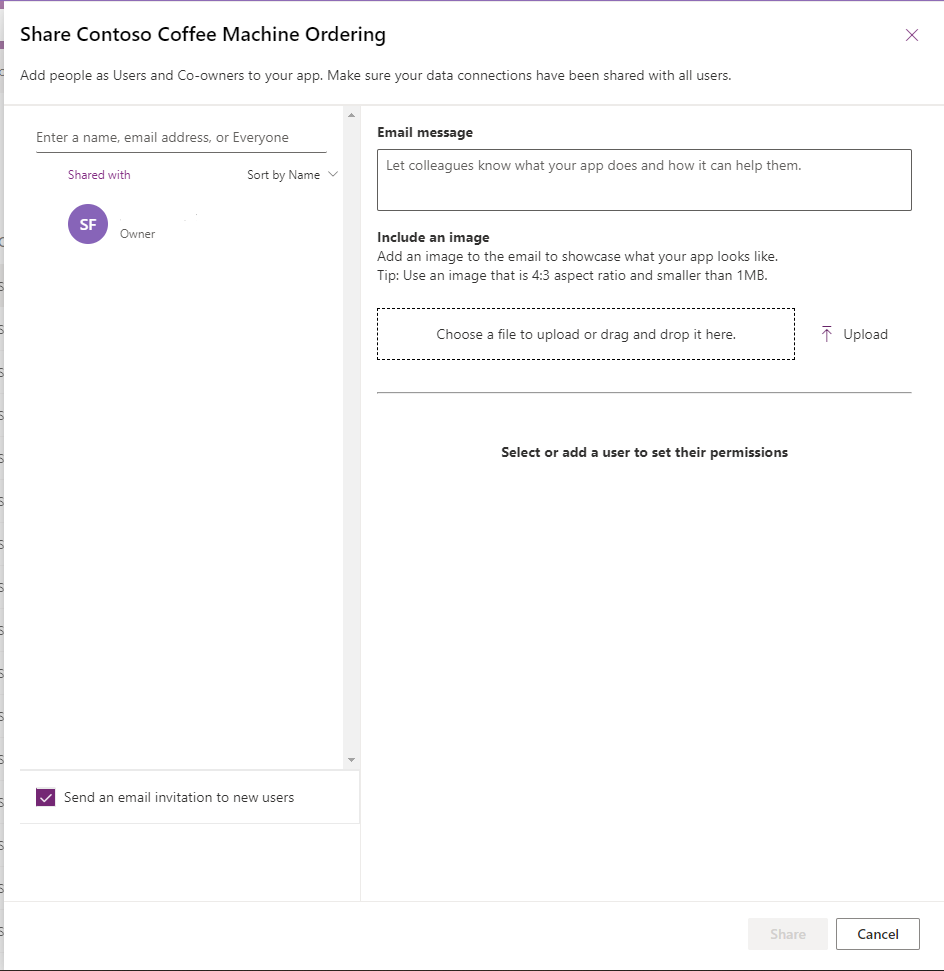 Share Contoso Coffee Machine Ordering
Add people as Users and Co-owners to your app. Make sure your data connections have been shared with all users.
Enter a name, email address, or Everyone
Shared with
Sort by Name
SF
Owner
Send an email invitation to new users
Email message
Let colleagues know what your app does and how it can help them.
Include an image
Add an image to the email to showcase what your app looks like.
Tip: Use an image that is 4:3 aspect ratio and smaller than 1MB.
Choose a file to upload or drag and drop it here.
Upload
Select or add a user to set their permissions
Share
Cancel